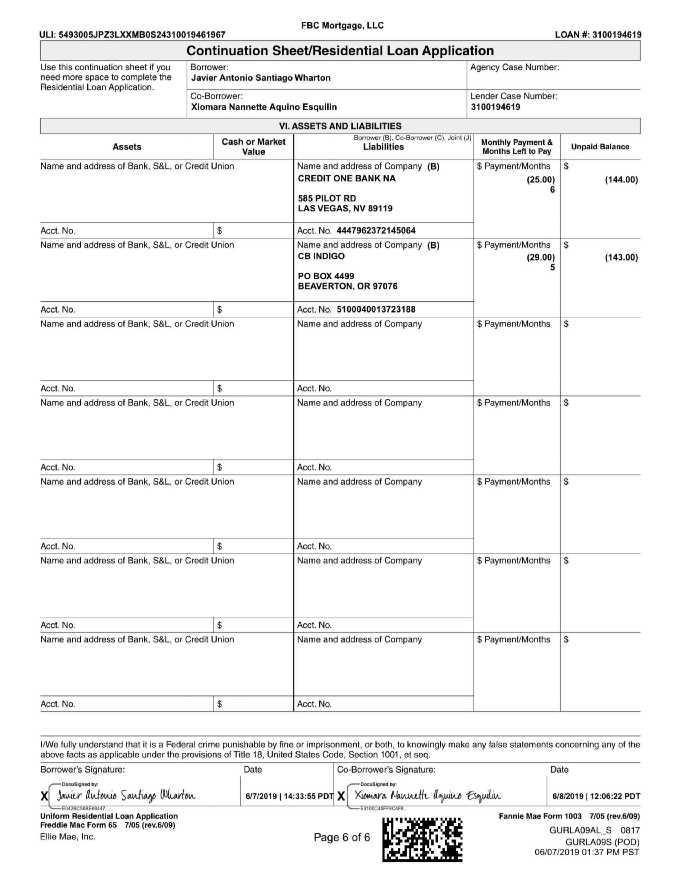 FBC Mortgage, LLC
ULI: 5493005JPZ3LXXMB0S24310019461967 LOAN #: 3100194619
Continuation Sheet/Residential Loan Application
Use this continuation sheet if you need more space to complete the Residential Loan Application.
Borrower:
Javier Antonio Santiago Wharton
Agency Case Number:
Co-Borrower:
Xiomara Nannette Aquino Esquilin
Lender Case Number:
3100194619
VI. ASSETS AND LIABILITIES
Assets
Cash or Market Value
Borrower (B), Co-Borrower (C), Joint (J)
Liabilities
Monthly Payment & Months Left to Pay
Unpaid Balance
Name and address of Bank, S&L, or Credit Union
Name and address of Company (B)
CREDIT ONE BANK NA
585 PILOT RD
LAS VEGAS, NV 89119
$ Payment/Months
(25.00)
6
$
(144.00)
Acct. No. $ Acct. No. 4447962372145064
Name and address of Bank, S&L, or Credit Union
Name and address of Company (B)
CB INDIGO
PO BOX 4499
BEAVERTON, OR 97076
$ Payment/Months
(29.00)
5
$
(143.00)
Acct. No. $ Acct. No. 5100040013723188
Name and address of Bank, S&L, or Credit Union Name and address of Company $ Payment/Months $
Acct. No. $ Acct. No.
Name and address of Bank, S&L, or Credit Union Name and address of Company $ Payment/Months $
Acct. No. $ Acct. No.
Name and address of Bank, S&L, or Credit Union Name and address of Company $ Payment/Months $
Acct. No. $ Acct. No.
Name and address of Bank, S&L, or Credit Union Name and address of Company $ Payment/Months $
Acct. No. $ Acct. No.
Name and address of Bank, S&L, or Credit Union Name and address of Company $ Payment/Months $
Acct. No. $ Acct. No.
I/We fully understand that it is a Federal crime punishable by fine or imprisonment, or both, to knowingly make any false statements concerning any of the
above facts as applicable under the provisions of Title 18, United States Code, Section 1001, et seq.
Borrower's Signature: Date Co-Borrower's Signature: Date
DocuSigned by: DocuSigned by:
X Javier Antonio Santiago Wharton 6/7/2019 | 14:33:55 PDT X Xiomara Nannette Aquino Esquilin 6/8/2019 | 12:06:22 PDT
Uniform Residential Loan Application
Freddie Mac Form 65 7/05 (rev.6/09)
Ellie Mae, Inc.
Page 6 of 6
Fannie Mae Form 1003 7/05 (rev.6/09)
GURLA09AL_S 0817
GURLA09S (POD)
06/07/2019 01:37 PM PST